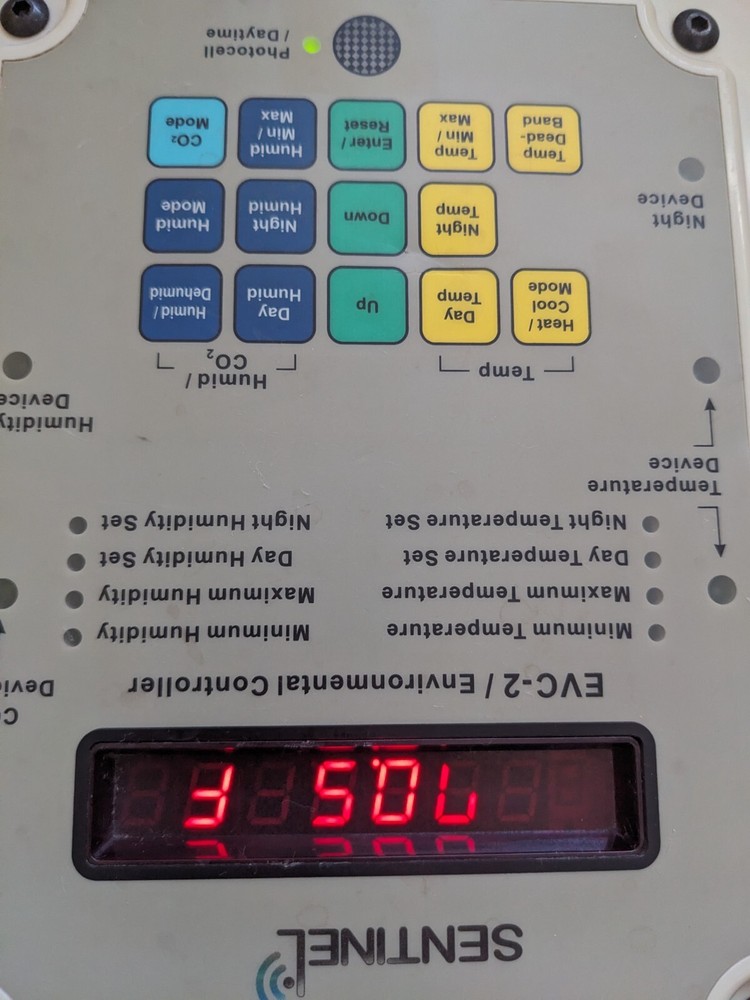 SENTINEL
70.5 F
EVC-2 / Environmental Controller
Minimum Temperature
Maximum Temperature
Day Temperature Set
Night Temperature Set
Minimum Humidity
Maximum Humidity
Day Humidity Set
Night Humidity Set
Temperature
Device
Humidity
Device
Temp
Humid /
CO₂
Heat /
Cool
Mode
Day
Temp
Up
Day
Humid
Humid /
Dehumid
Night
Temp
Down
Night
Humid
Humid
Mode
Temp
Dead-
Band
Temp
Min /
Max
Enter /
Reset
Humid
Min /
Max
CO₂
Mode
Night
Device
Photocell
/ Daytime